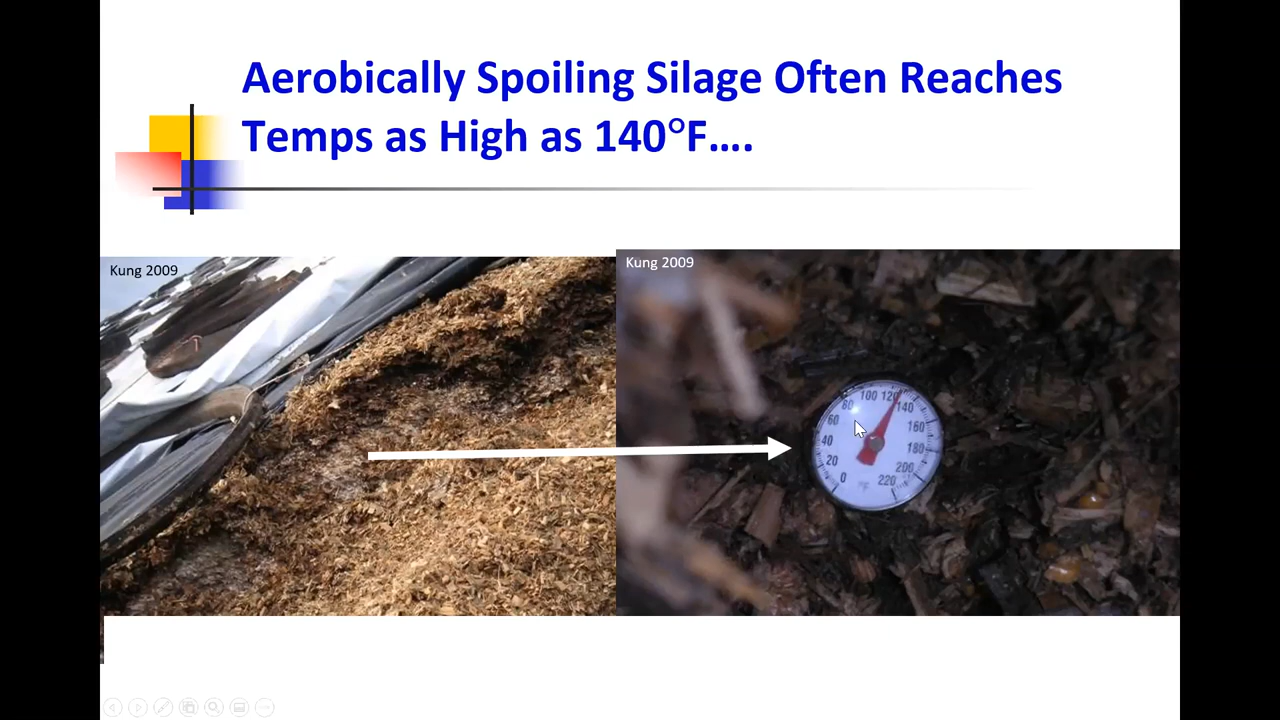 Aerobically Spoiling Silage Often Reaches
Temps as High as 140°F....
Kung 2009
Kung 2009
0
20
40
60
80
100
120
140
160
180
200
220
°F